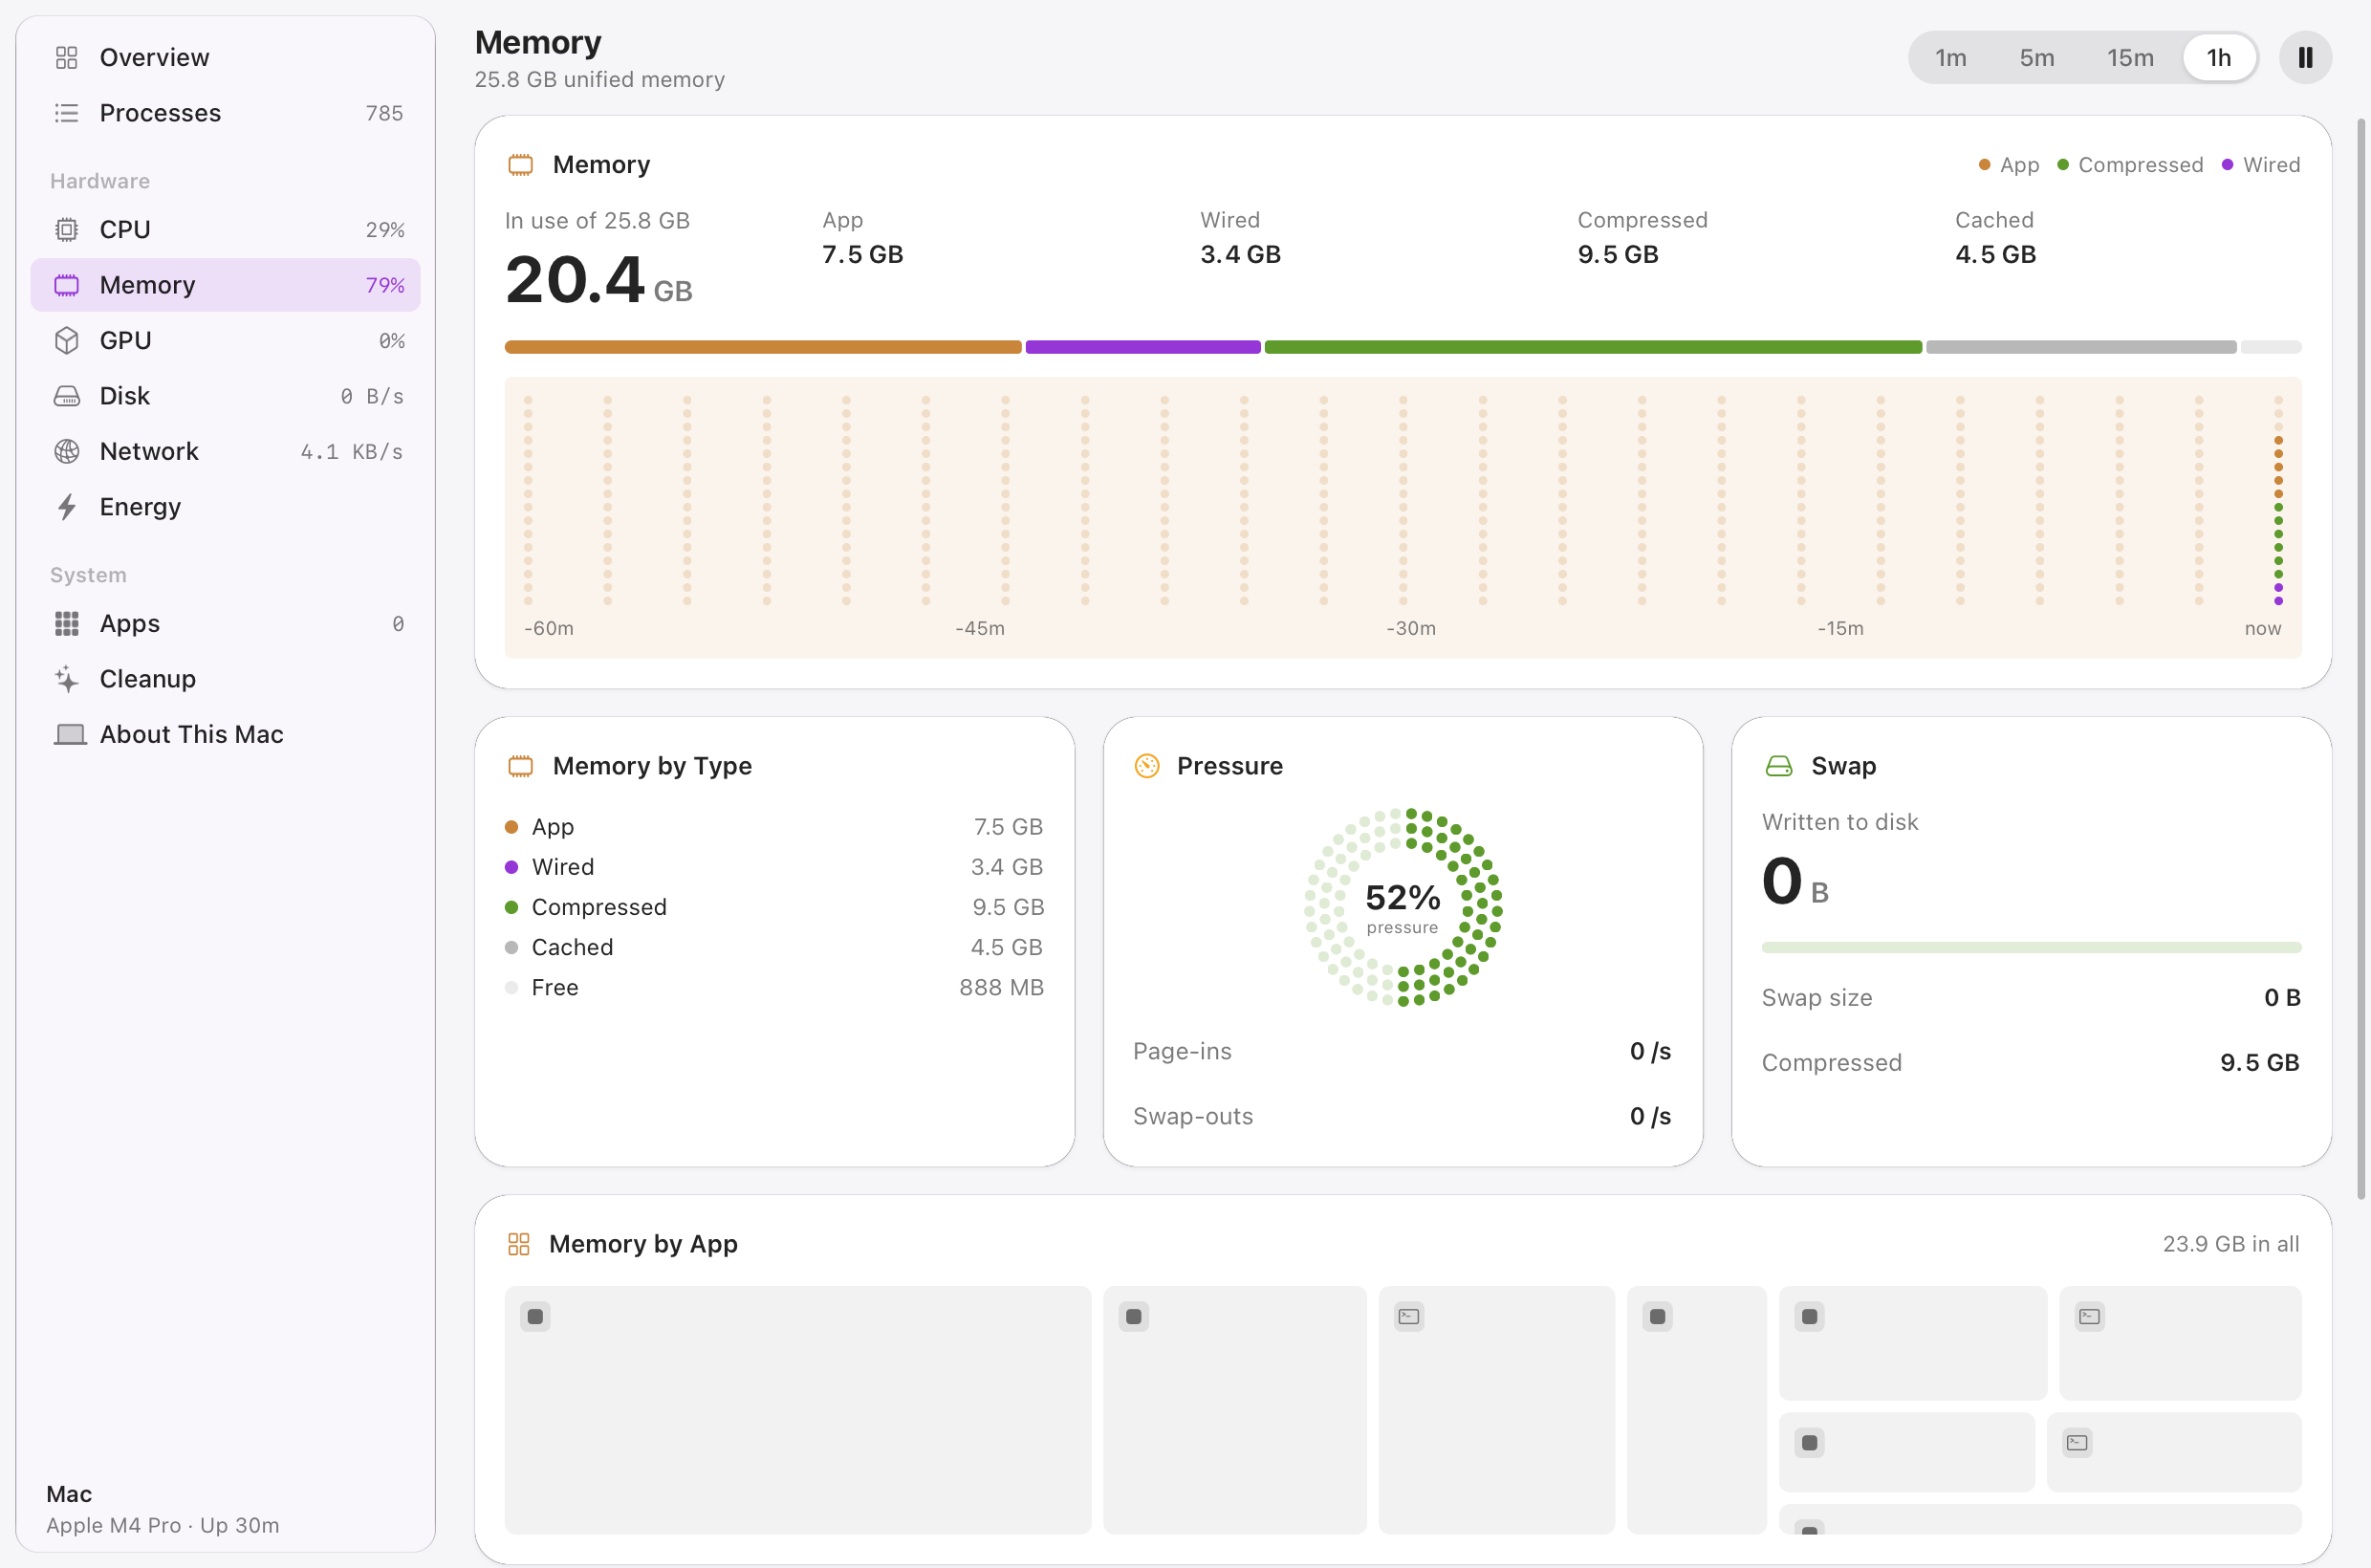 Overview
Processes 785
Hardware
CPU 29%
Memory 79%
GPU 0%
Disk 0 B/s
Network 4.1 KB/s
Energy
System
Apps 0
Cleanup
About This Mac
Mac
Apple M4 Pro · Up 30m
Memory
25.8 GB unified memory
1m 5m 15m 1h
Memory
App Compressed Wired
In use of 25.8 GB
20.4 GB
App
7.5 GB
Wired
3.4 GB
Compressed
9.5 GB
Cached
4.5 GB
-60m -45m -30m -15m now
Memory by Type
App 7.5 GB
Wired 3.4 GB
Compressed 9.5 GB
Cached 4.5 GB
Free 888 MB
Pressure
52%
pressure
Page-ins 0 /s
Swap-outs 0 /s
Swap
Written to disk
0 B
Swap size 0 B
Compressed 9.5 GB
Memory by App 23.9 GB in all